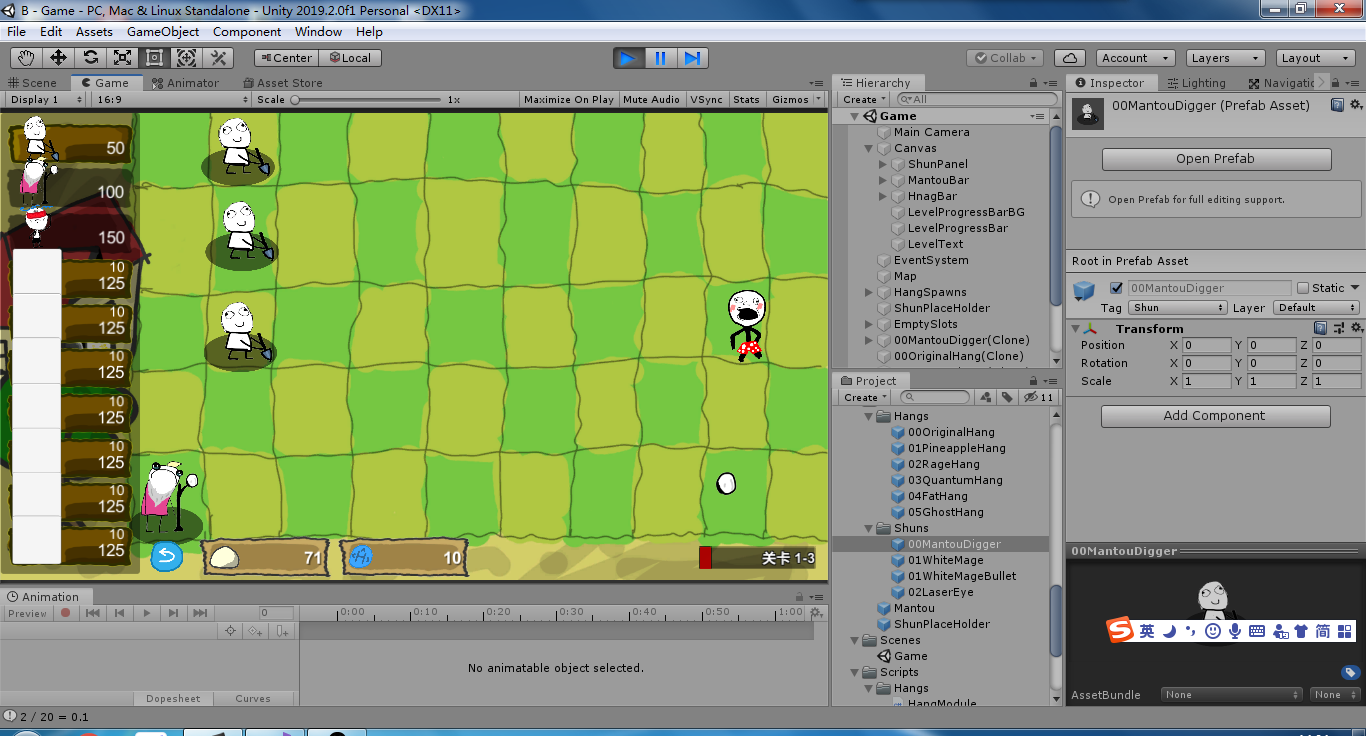 B - Game - PC, Mac & Linux Standalone - Unity 2019.2.0f1 Personal <DX11>
File Edit Assets GameObject Component Window Help
Center Local Collab Account Layers Layout
Scene Game Animator Asset Store
Display 1 16:9 Scale 1x Maximize On Play Mute Audio VSync Stats Gizmos
50
100
150
10
125
10
125
10
125
10
125
10
125
10
125
10
125
71
10
关卡 1-3
Animation
Preview 0 0:00 0:10 0:20 0:30 0:40 0:50 1:00
No animatable object selected.
Dopesheet Curves
2 / 20 = 0.1
Hierarchy
Create All
Game
Main Camera
Canvas
ShunPanel
MantouBar
HnagBar
LevelProgressBarBG
LevelProgressBar
LevelText
EventSystem
Map
HangSpawns
ShunPlaceHolder
EmptySlots
00MantouDigger(Clone)
00OriginalHang(Clone)
Project
Create 11
Hangs
00OriginalHang
01PineappleHang
02RageHang
03QuantumHang
04FatHang
05GhostHang
Shuns
00MantouDigger
01WhiteMage
01WhiteMageBullet
02LaserEye
Mantou
ShunPlaceHolder
Scenes
Game
Scripts
Hangs
HangModule
Inspector Lighting Navigatio
00MantouDigger (Prefab Asset)
Open Prefab
Open Prefab for full editing support.
Root in Prefab Asset
00MantouDigger Static
Tag Shun Layer Default
Transform
Position X 0 Y 0 Z 0
Rotation X 0 Y 0 Z 0
Scale X 1 Y 1 Z 1
Add Component
00MantouDigger
S 英 简
AssetBundle None None